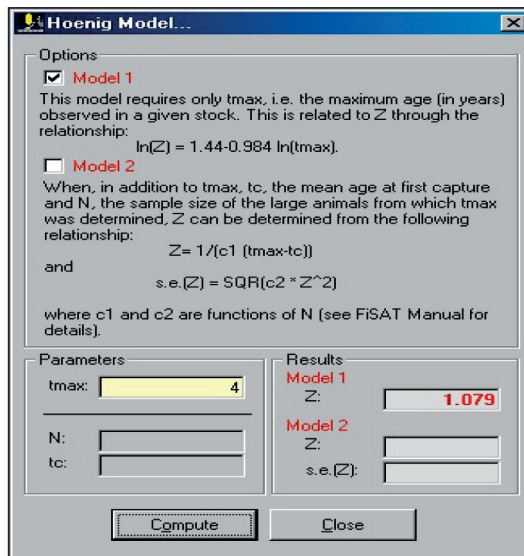 Hoenig Model...
Options
Model 1
This model requires only tmax, i.e. the maximum age (in years)
observed in a given stock. This is related to Z through the
relationship:
ln(Z) = 1.44-0.984 ln(tmax).
Model 2
When, in addition to tmax, tc, the mean age at first capture
and N, the sample size of the large animals from which tmax
was determined, Z can be determined from the following
relationship:
Z= 1/(c1 (tmax-tc))
and
s.e.(Z) = SQR(c2 * Z^2)
where c1 and c2 are functions of N (see FiSAT Manual for
details).
Parameters
tmax: 4
N:
tc:
Results
Model 1
Z: 1.079
Model 2
Z:
s.e.(Z):
Compute
Close